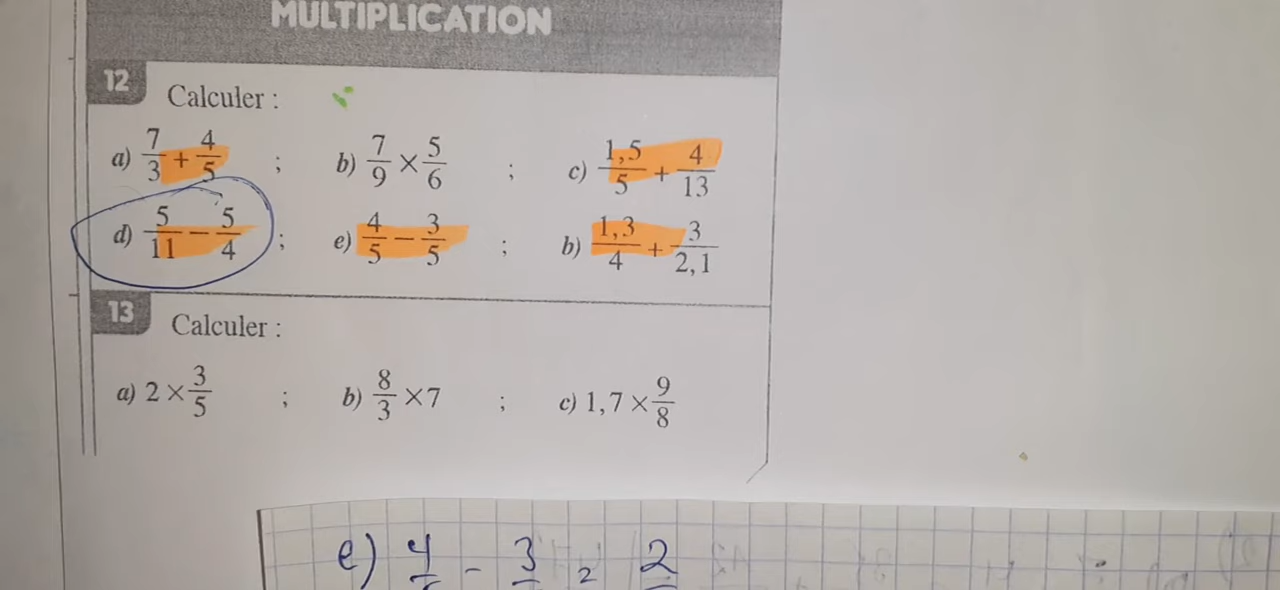 MULTIPLICATION
12 Calculer :
a) 7/3 + 4/5 ; b) 7/9 × 5/6 ; c) 1,5/5 + 4/13
d) 5/11 − 5/4 ; e) 4/5 − 3/5 ; b) 1,3/4 + 3/2,1
13 Calculer :
a) 2 × 3/5 ; b) 8/3 × 7 ; c) 1,7 × 9/8
e) 4 − 3 = 2